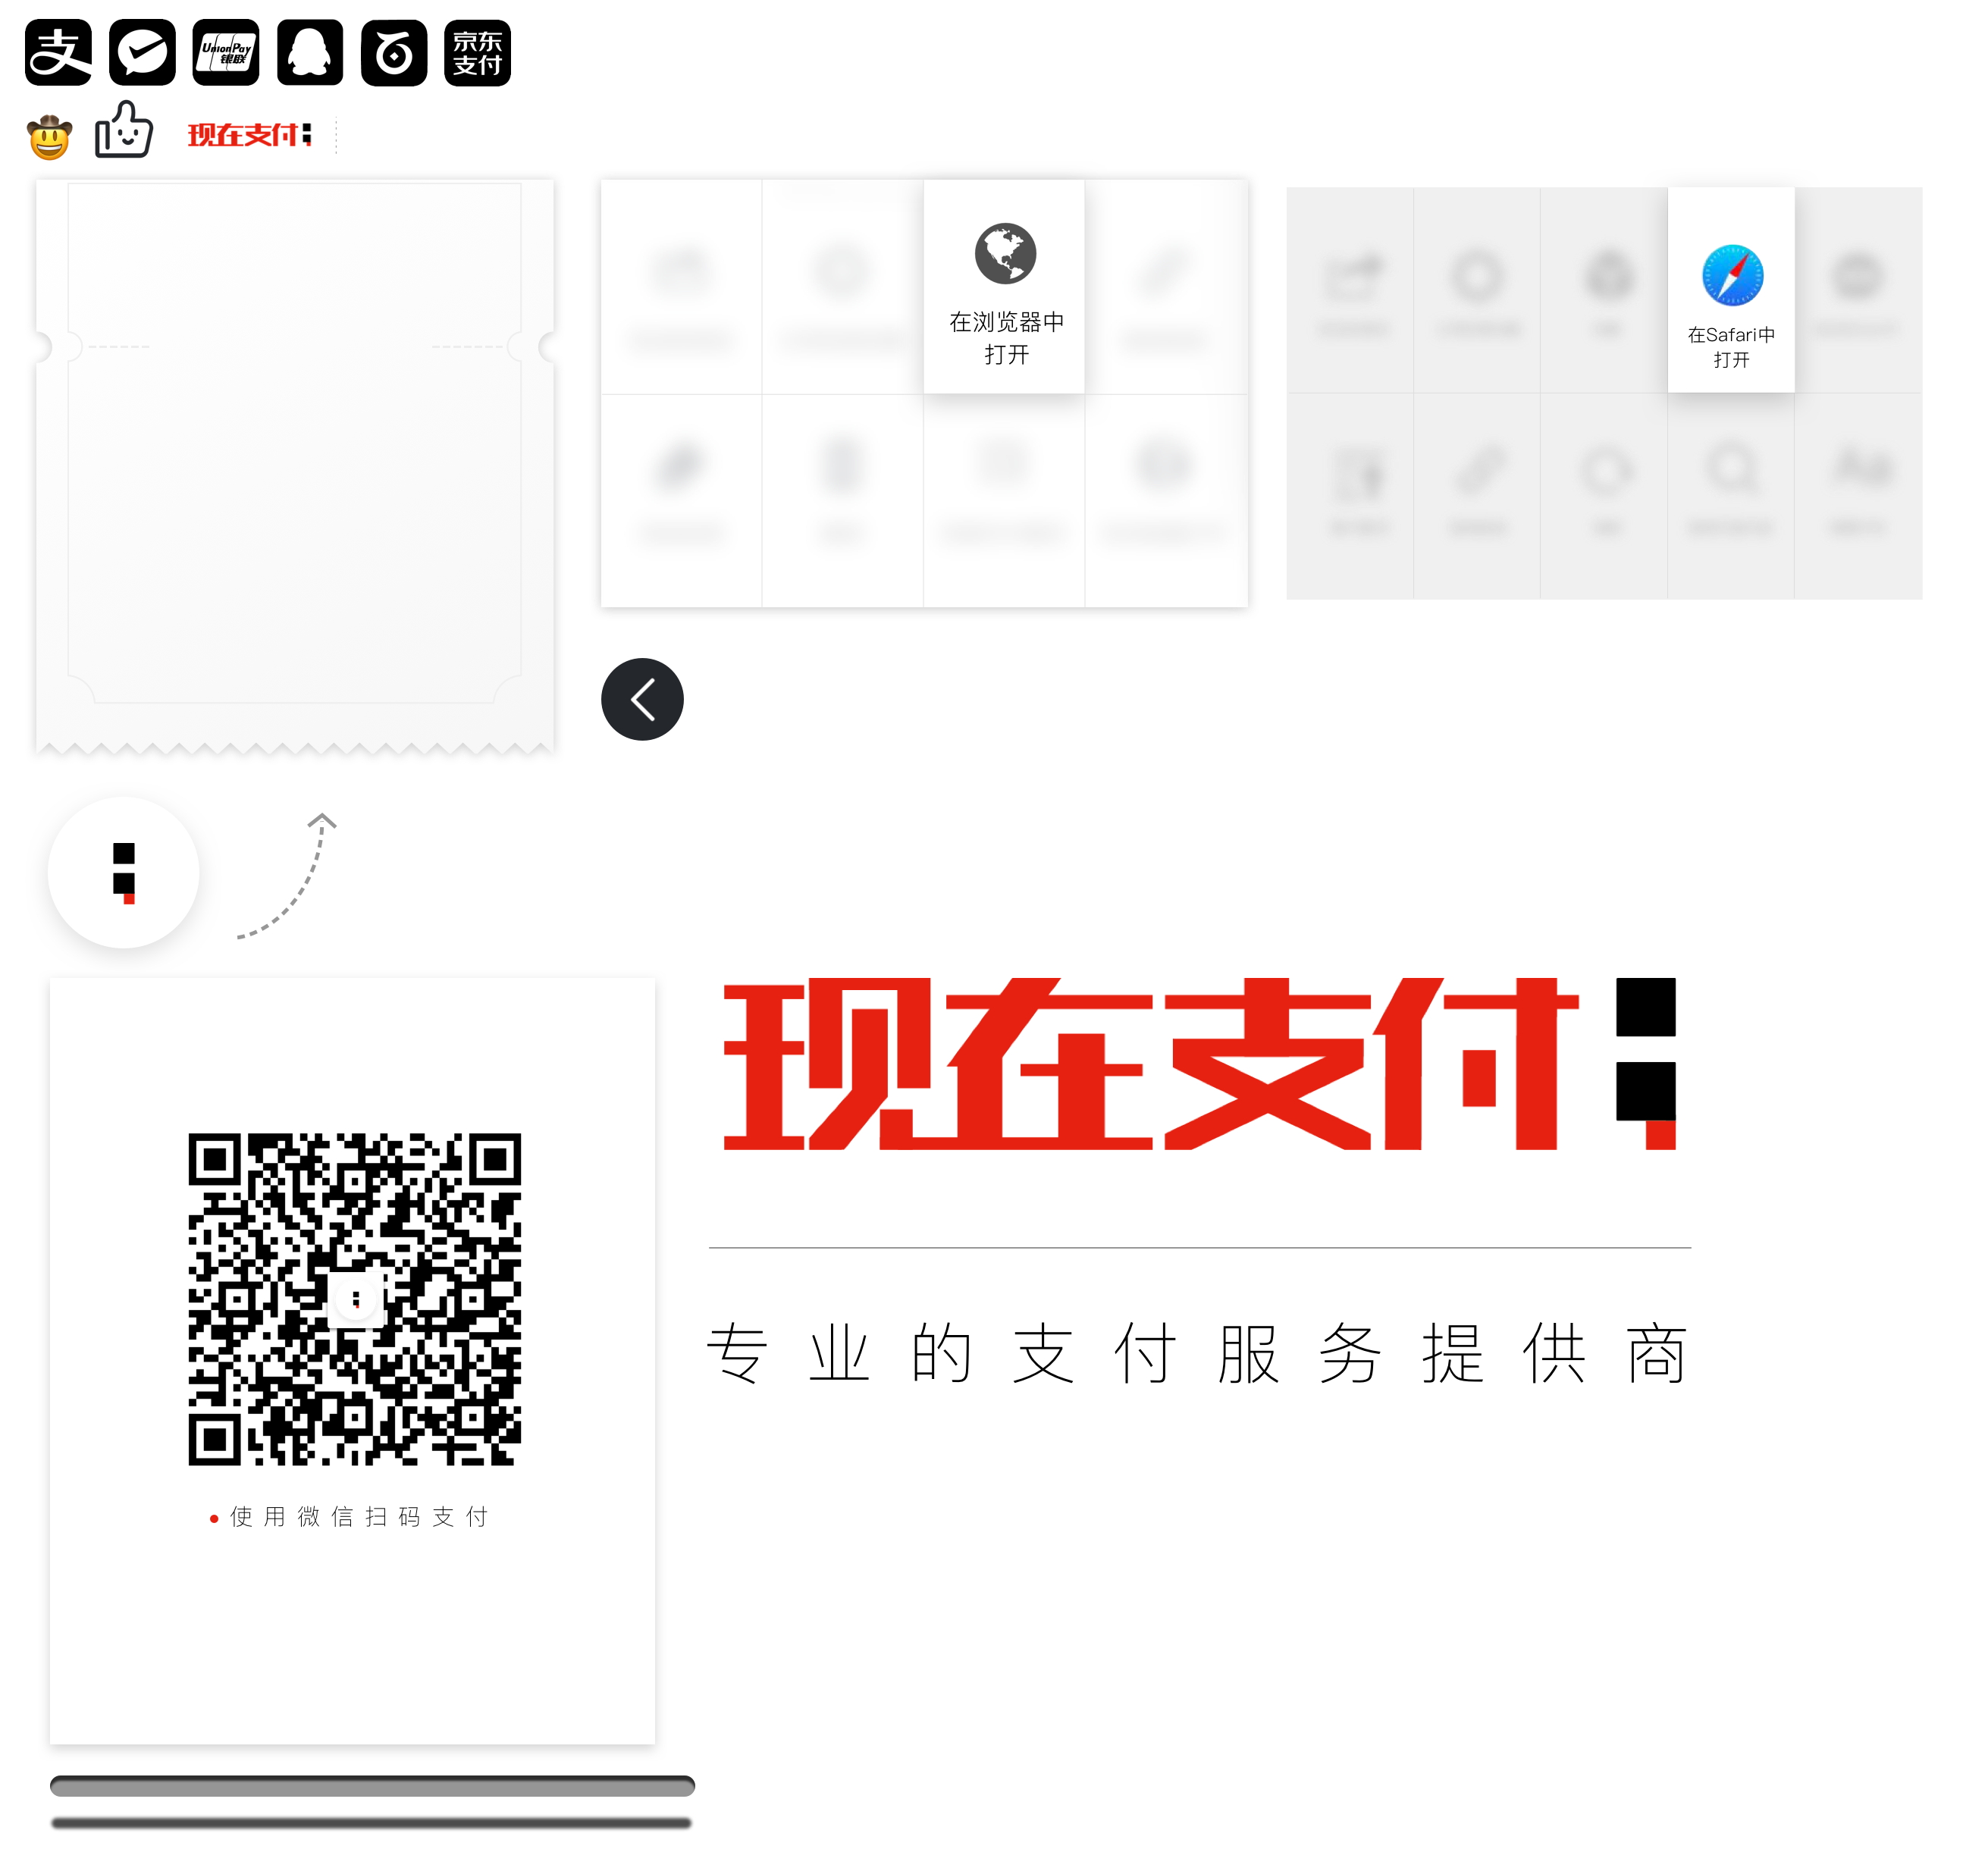 支 UnionPay 银联 京东支付
现在支付
在浏览器中
打开
在Safari中
打开
现在支付
专业的支付服务提供商
使用微信扫码支付